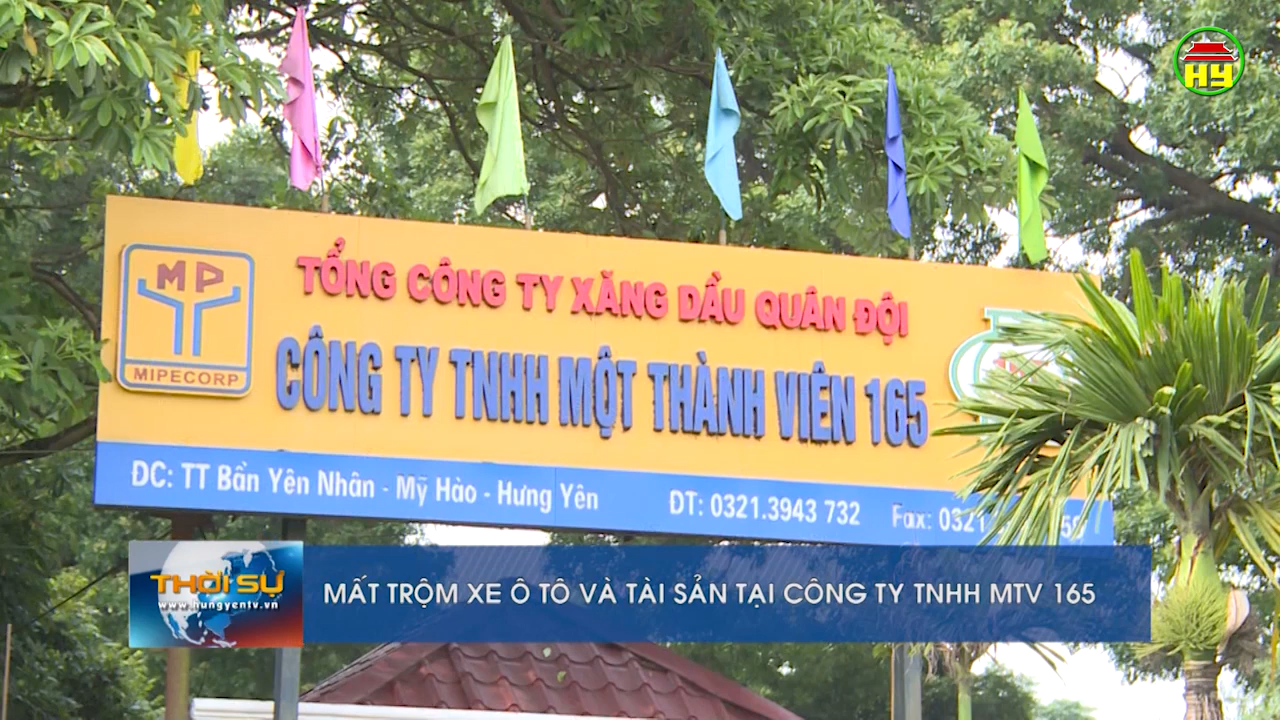 HY
MP
MIPECORP
TỔNG CÔNG TY XĂNG DẦU QUÂN ĐỘI
CÔNG TY TNHH MỘT THÀNH VIÊN 165
ĐC: TT Bần Yên Nhân - Mỹ Hào - Hưng Yên
ĐT: 0321.3943 732
Fax: 0321
THỜI SỰ
www.hungyentv.vn
MẤT TRỘM XE Ô TÔ VÀ TÀI SẢN TẠI CÔNG TY TNHH MTV 165